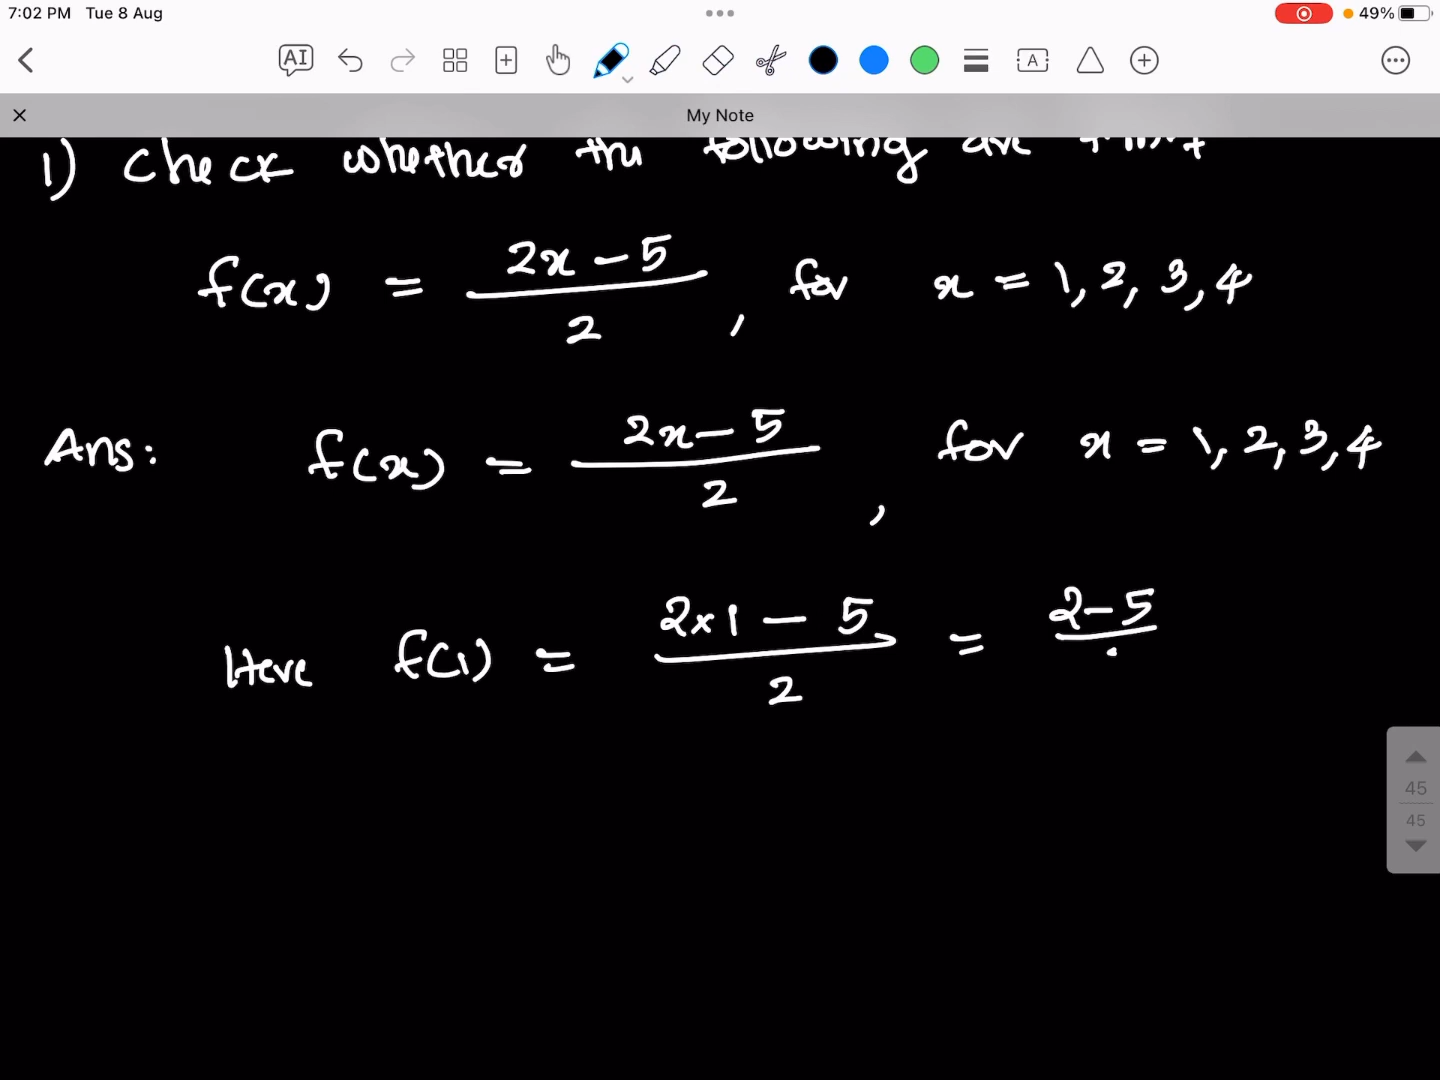 7:02 PM Tue 8 Aug 49%
AI A
My Note
1) Check whether the following are
f(x) = 2x - 5 / 2 , for x = 1, 2, 3, 4
Ans: f(x) = 2x - 5 / 2 , for x = 1, 2, 3, 4
Here f(1) = 2×1 - 5 / 2 = 2-5
45
45